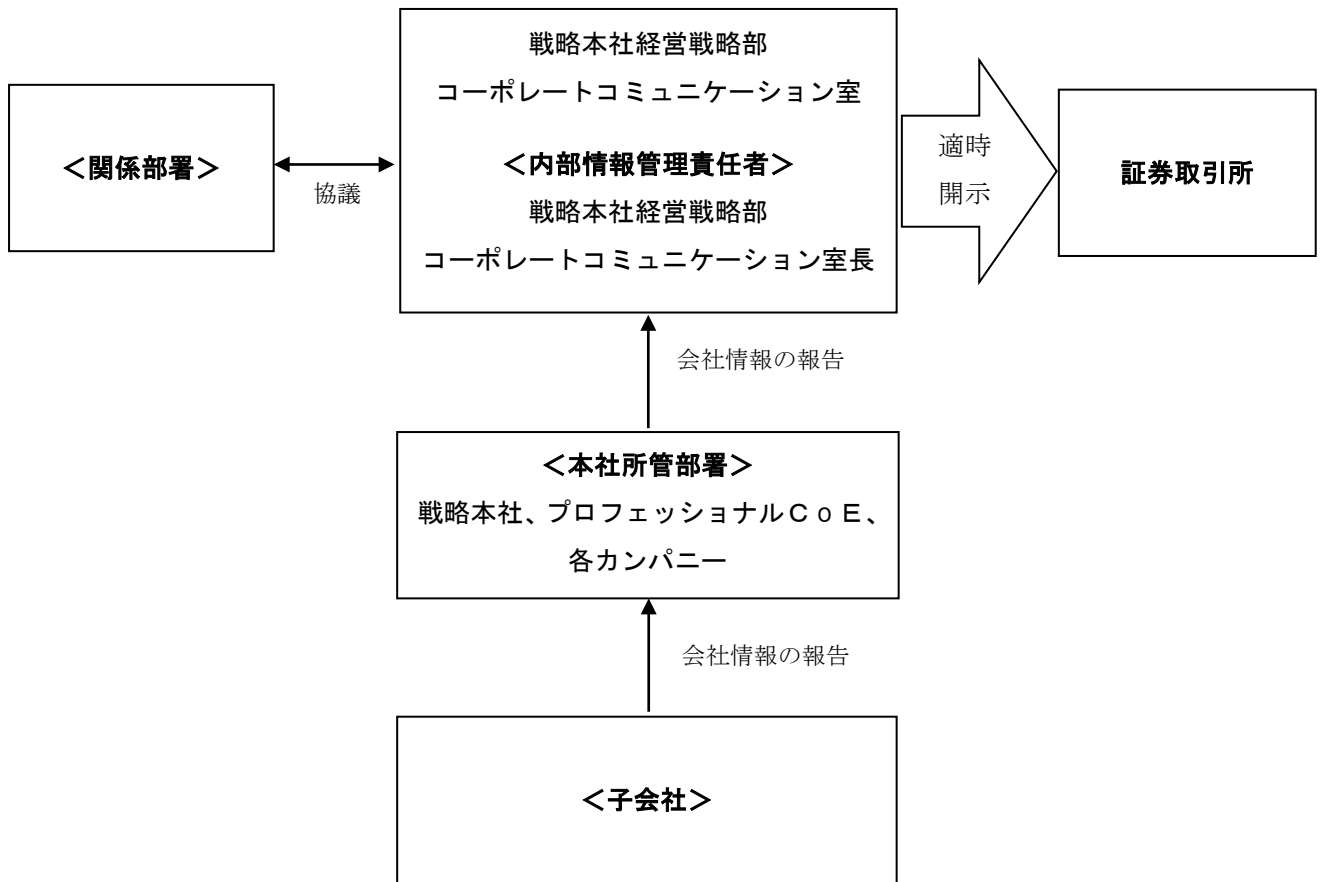 戦略本社経営戦略部
コーポレートコミュニケーション室
＜内部情報管理責任者＞
戦略本社経営戦略部
コーポレートコミュニケーション室長
＜関係部署＞
協議
適時
開示
証券取引所
会社情報の報告
＜本社所管部署＞
戦略本社、プロフェッショナルＣｏＥ、
各カンパニー
会社情報の報告
＜子会社＞